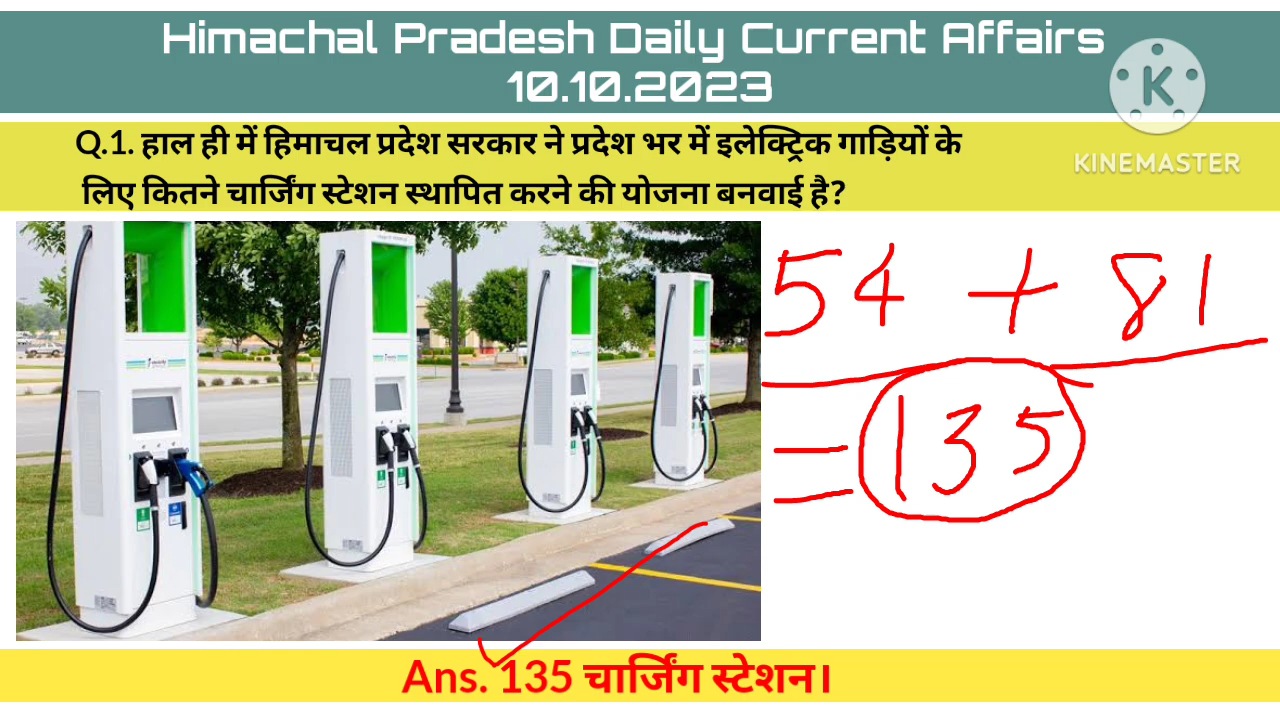 Himachal Pradesh Daily Current Affairs
10.10.2023
K
KINEMASTER
Q.1. हाल ही में हिमाचल प्रदेश सरकार ने प्रदेश भर में इलेक्ट्रिक गाड़ियों के
लिए कितने चार्जिंग स्टेशन स्थापित करने की योजना बनवाई है?
54 + 81
= 135
Ans. 135 चार्जिंग स्टेशन।